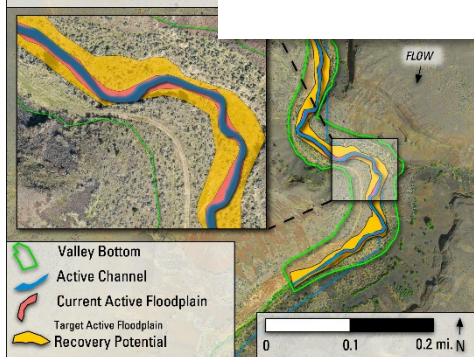 FLOW
Valley Bottom
Active Channel
Current Active Floodplain
Target Active Floodplain
Recovery Potential
0 0.1 0.2 mi. N